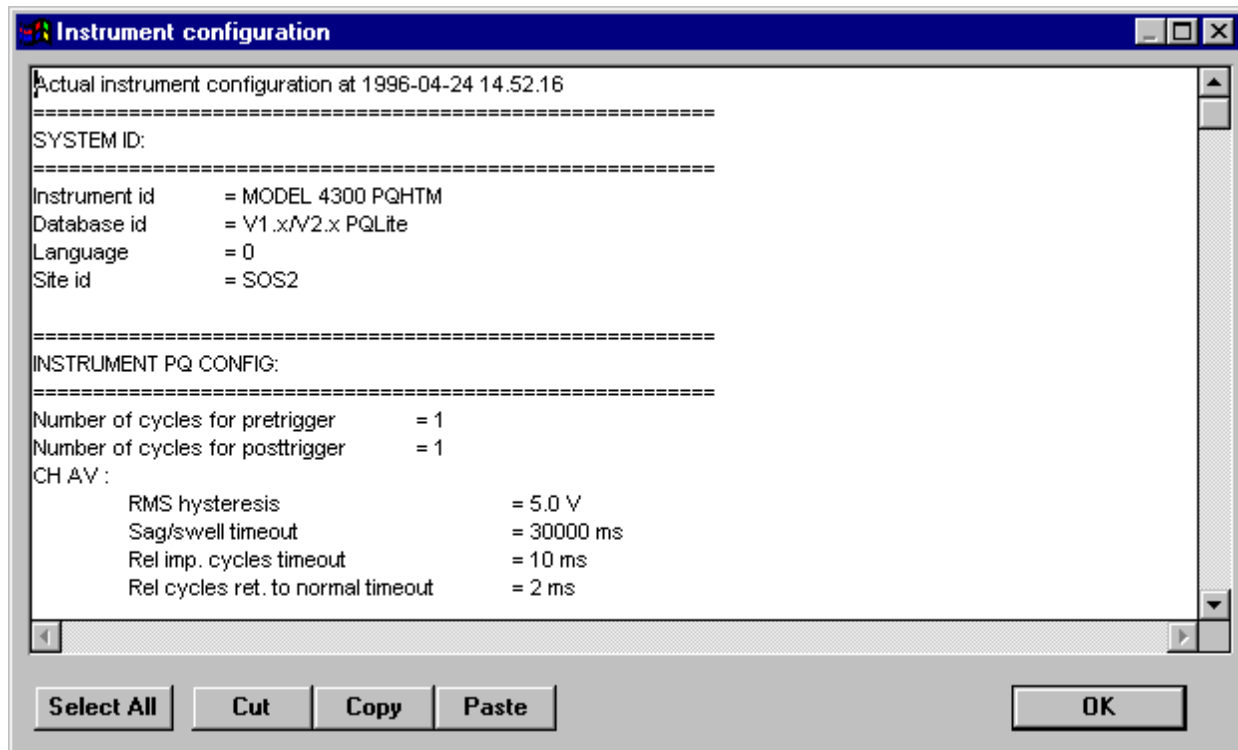 Instrument configuration
Actual instrument configuration at 1996-04-24 14.52.16
=========================================================
SYSTEM ID:
=========================================================
Instrument id = MODEL 4300 PQHTM
Database id = V1.x/V2.x PQLite
Language = 0
Site id = SOS2
=========================================================
INSTRUMENT PQ CONFIG:
=========================================================
Number of cycles for pretrigger = 1
Number of cycles for posttrigger = 1
CH AV :
RMS hysteresis = 5.0 V
Sag/swell timeout = 30000 ms
Rel imp. cycles timeout = 10 ms
Rel cycles ret. to normal timeout = 2 ms
Select All Cut Copy Paste OK